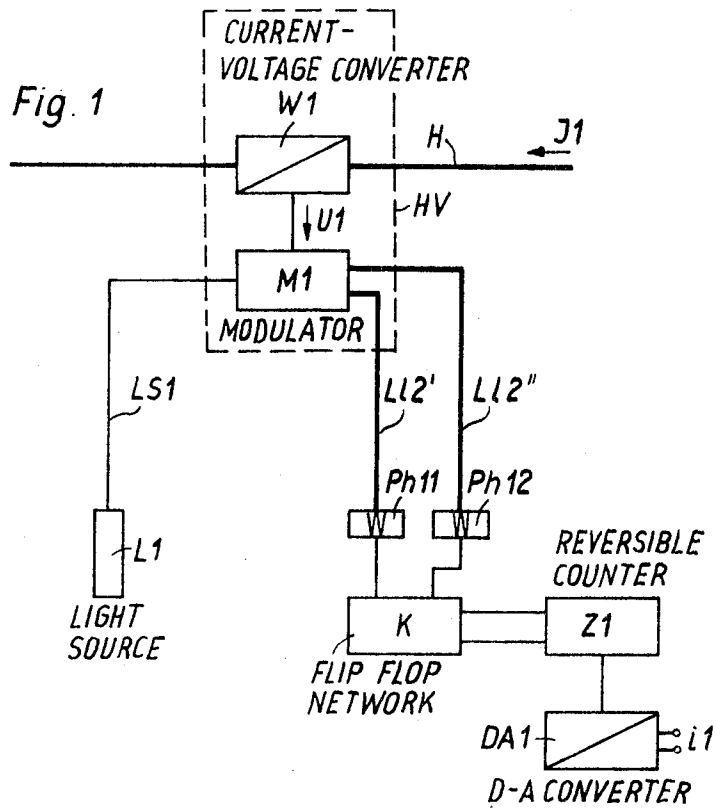 Fig. 1
CURRENT-
VOLTAGE CONVERTER
W1
H
J1
U1
HV
M1
MODULATOR
LS1
Ll2'
Ll2"
Ph11
Ph12
L1
LIGHT
SOURCE
REVERSIBLE
COUNTER
K
Z1
FLIP FLOP
NETWORK
DA1
i1
D-A CONVERTER